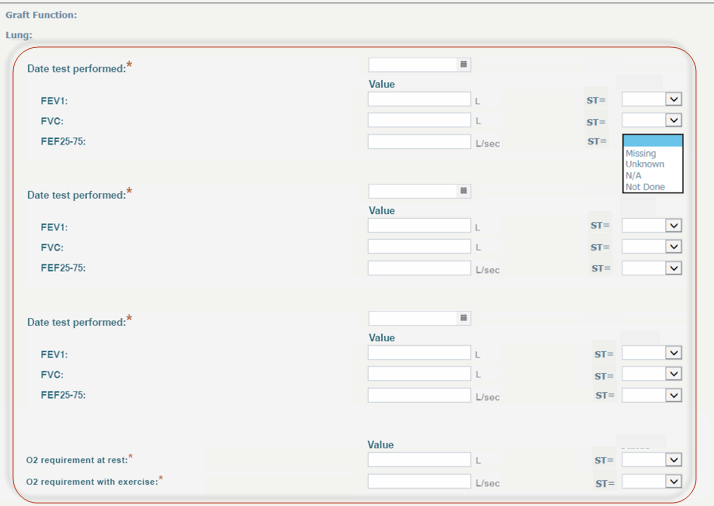 Graft Function:
Lung:
Date test performed:*
Value
FEV1: L ST=
FVC: L ST=
FEF25-75: L/sec ST=
Missing
Unknown
N/A
Not Done
Date test performed:*
Value
FEV1: L ST=
FVC: L ST=
FEF25-75: L/sec ST=
Date test performed:*
Value
FEV1: L ST=
FVC: L ST=
FEF25-75: L/sec ST=
Value
O2 requirement at rest:* L ST=
O2 requirement with exercise:* L/sec ST=